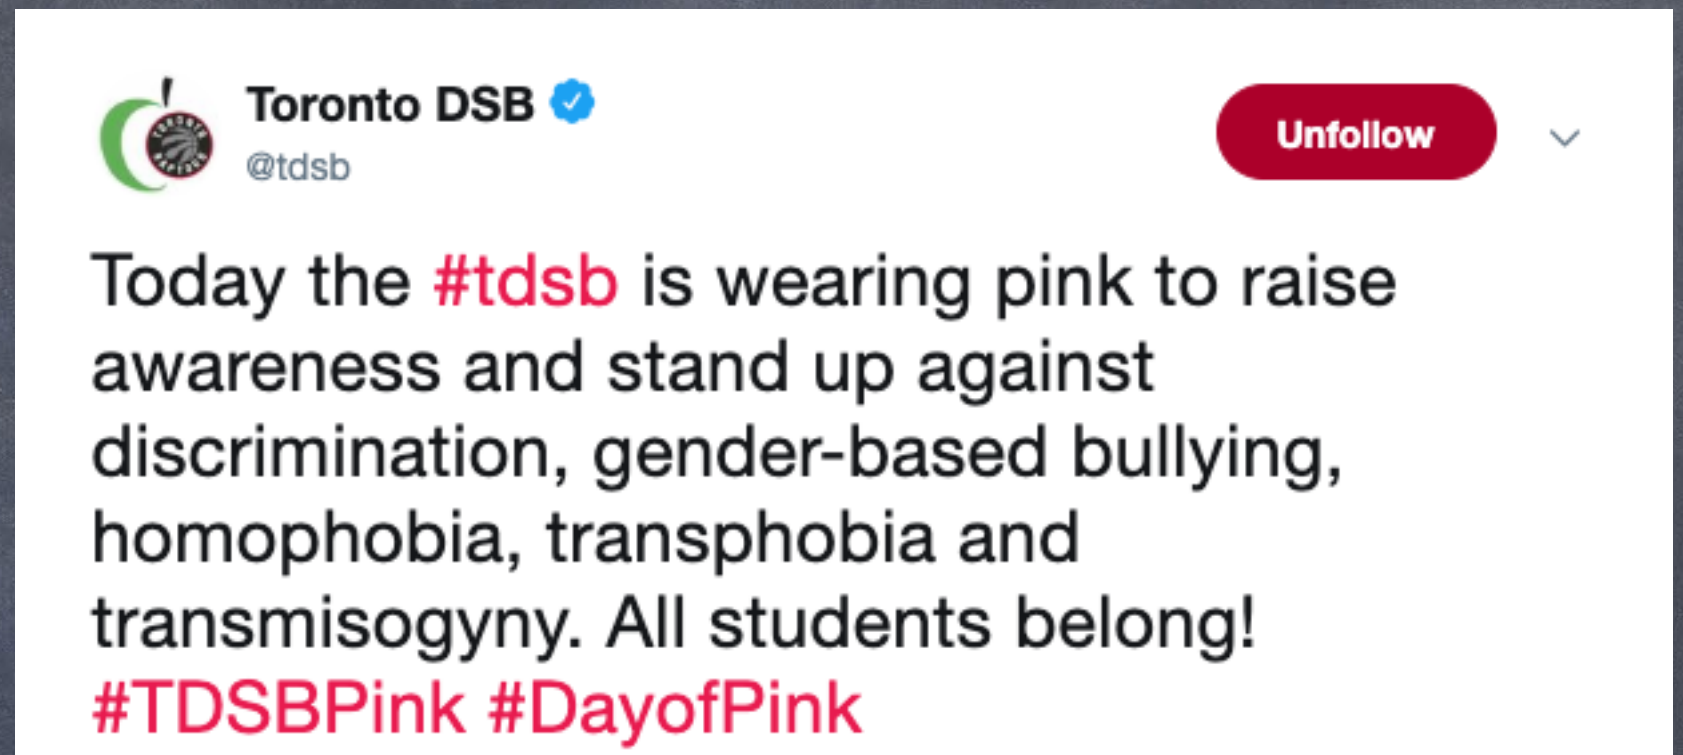 Toronto DSB
@tdsb
Unfollow
Today the #tdsb is wearing pink to raise
awareness and stand up against
discrimination, gender-based bullying,
homophobia, transphobia and
transmisogyny. All students belong!
#TDSBPink #DayofPink